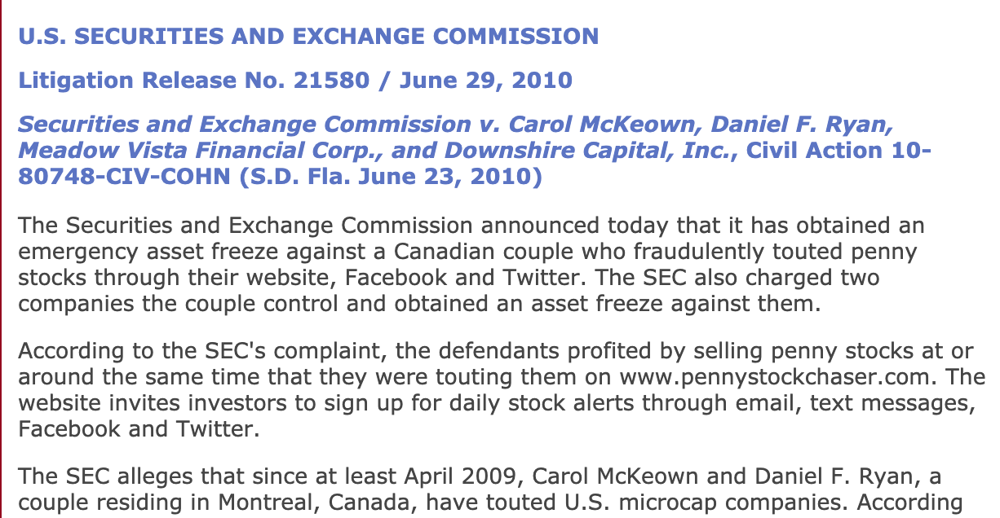 U.S. SECURITIES AND EXCHANGE COMMISSION
Litigation Release No. 21580 / June 29, 2010
Securities and Exchange Commission v. Carol McKeown, Daniel F. Ryan,
Meadow Vista Financial Corp., and Downshire Capital, Inc., Civil Action 10-
80748-CIV-COHN (S.D. Fla. June 23, 2010)
The Securities and Exchange Commission announced today that it has obtained an
emergency asset freeze against a Canadian couple who fraudulently touted penny
stocks through their website, Facebook and Twitter. The SEC also charged two
companies the couple control and obtained an asset freeze against them.
According to the SEC's complaint, the defendants profited by selling penny stocks at or
around the same time that they were touting them on www.pennystockchaser.com. The
website invites investors to sign up for daily stock alerts through email, text messages,
Facebook and Twitter.
The SEC alleges that since at least April 2009, Carol McKeown and Daniel F. Ryan, a
couple residing in Montreal, Canada, have touted U.S. microcap companies. According